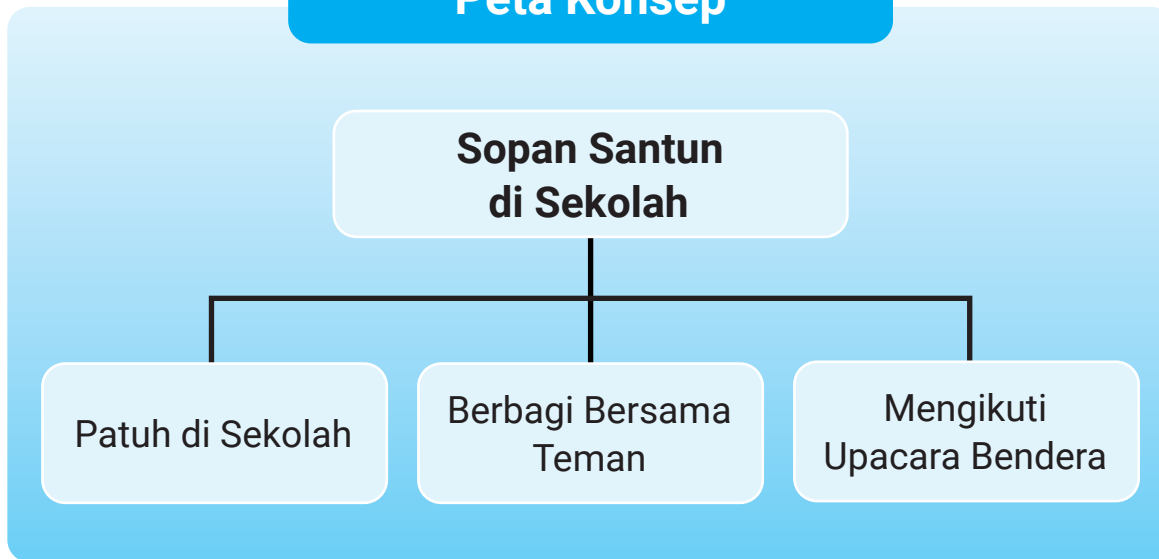 Peta Konsep
Sopan Santun
di Sekolah
Patuh di Sekolah
Berbagi Bersama
Teman
Mengikuti
Upacara Bendera